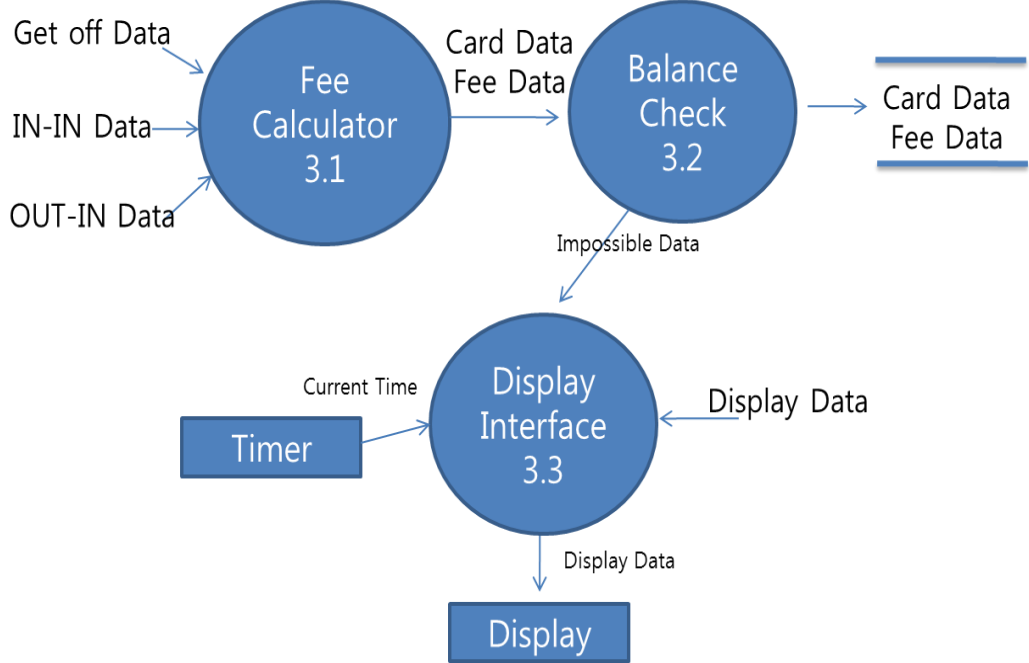 Get off Data
IN-IN Data
OUT-IN Data
Fee
Calculator
3.1
Card Data
Fee Data
Balance
Check
3.2
Card Data
Fee Data
Impossible Data
Current Time
Timer
Display
Interface
3.3
Display Data
Display Data
Display